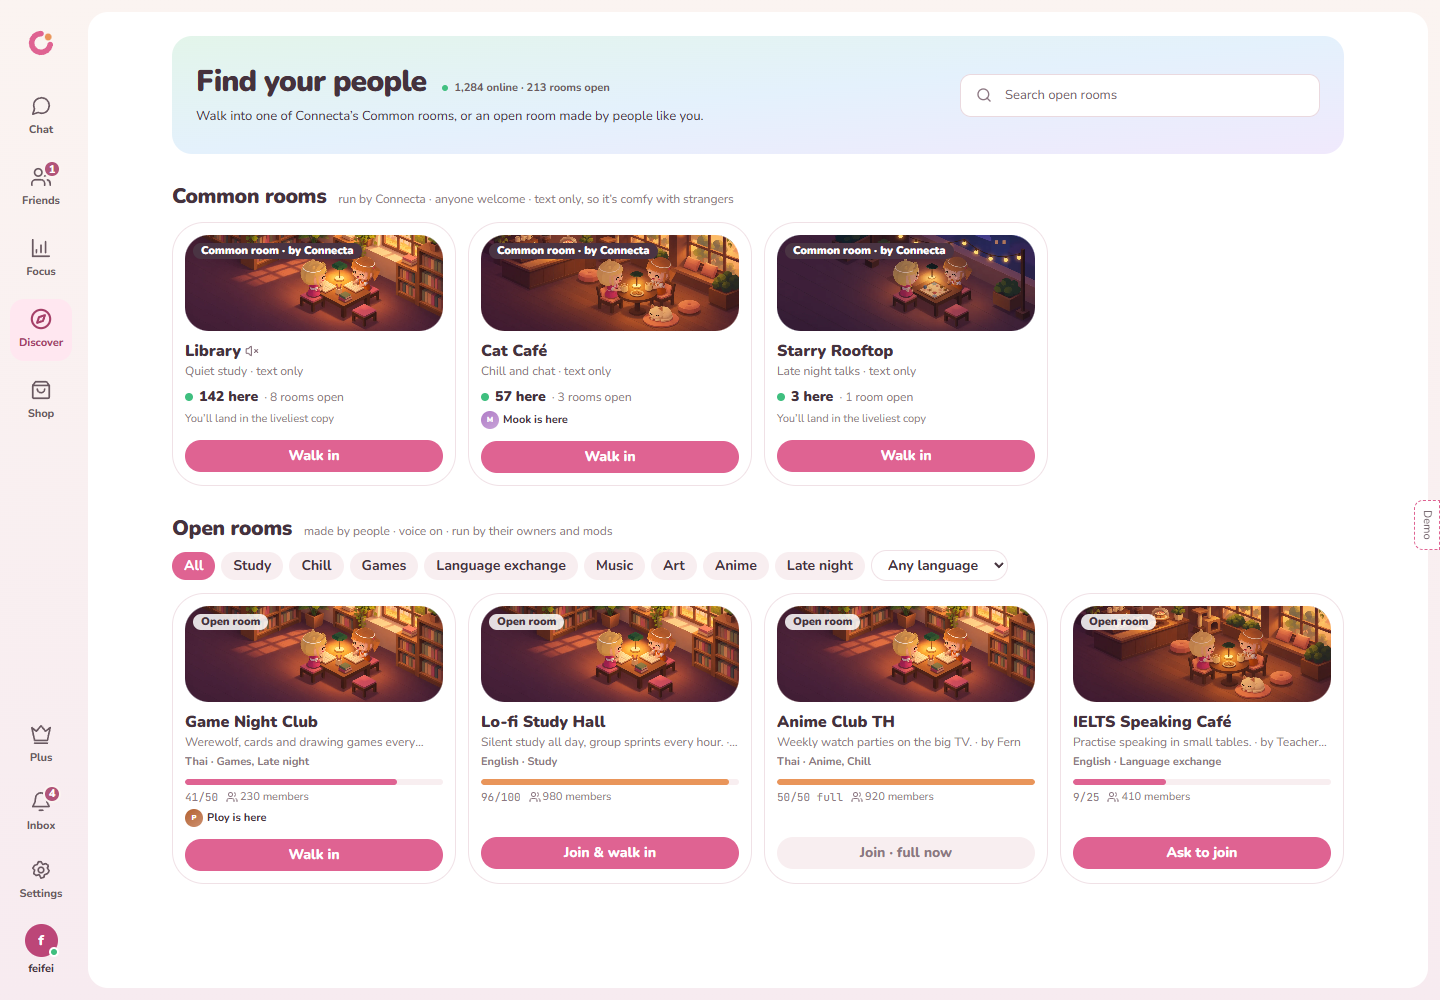 Chat
1
Friends
Focus
Discover
Shop
Plus
4
Inbox
Settings
f
feifei
Find your people
1,284 online · 213 rooms open
Walk into one of Connecta's Common rooms, or an open room made by people like you.
Search open rooms
Common rooms
run by Connecta · anyone welcome · text only, so it's comfy with strangers
Common room · by Connecta
Library
Quiet study · text only
142 here · 8 rooms open
You'll land in the liveliest copy
Walk in
Common room · by Connecta
Cat Café
Chill and chat · text only
57 here · 3 rooms open
M
Mook is here
Walk in
Common room · by Connecta
Starry Rooftop
Late night talks · text only
3 here · 1 room open
You'll land in the liveliest copy
Walk in
Open rooms
made by people · voice on · run by their owners and mods
All
Study
Chill
Games
Language exchange
Music
Art
Anime
Late night
Any language
Open room
Game Night Club
Werewolf, cards and drawing games every...
Thai · Games, Late night
41/50 230 members
P
Ploy is here
Walk in
Open room
Lo-fi Study Hall
Silent study all day, group sprints every hour. ·...
English · Study
96/100 980 members
Join & walk in
Open room
Anime Club TH
Weekly watch parties on the big TV. · by Fern
Thai · Anime, Chill
50/50 full 920 members
Join · full now
Open room
IELTS Speaking Café
Practise speaking in small tables. · by Teacher...
English · Language exchange
9/25 410 members
Ask to join
Demo